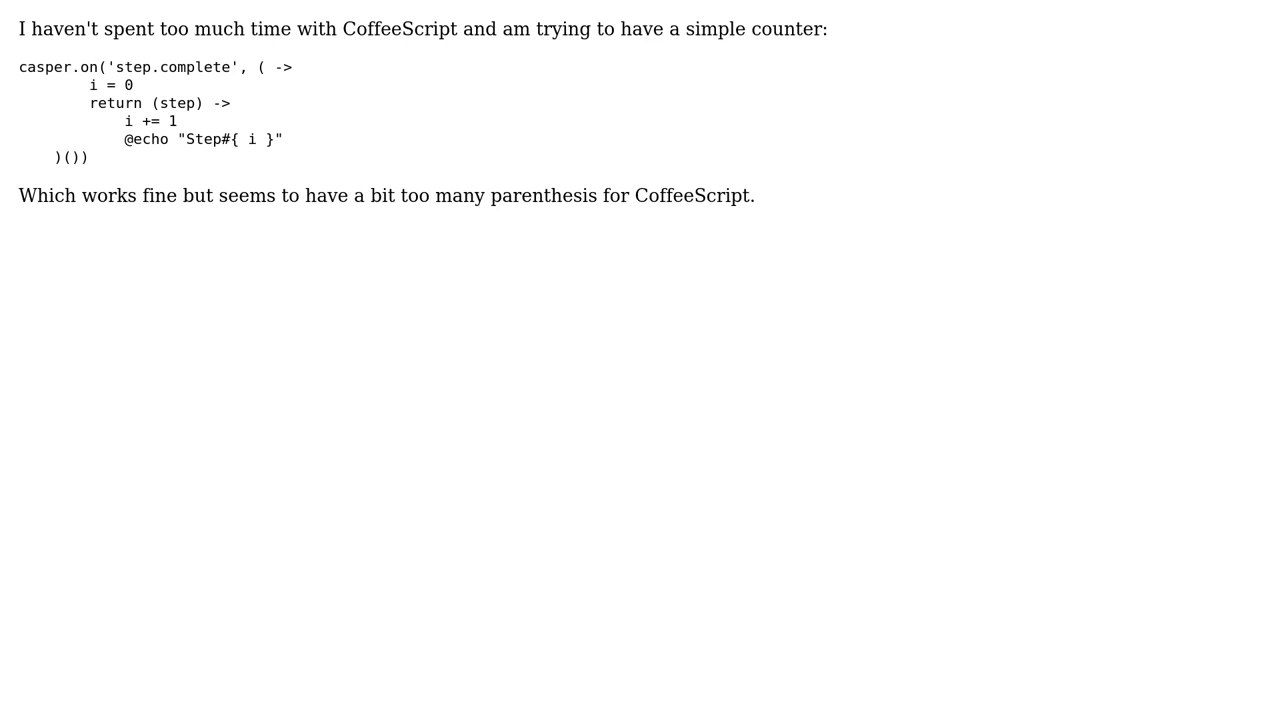 I haven't spent too much time with CoffeeScript and am trying to have a simple counter:
casper.on('step.complete', ( ->
        i = 0
        return (step) ->
            i += 1
            @echo "Step#{ i }"
    )())
Which works fine but seems to have a bit too many parenthesis for CoffeeScript.